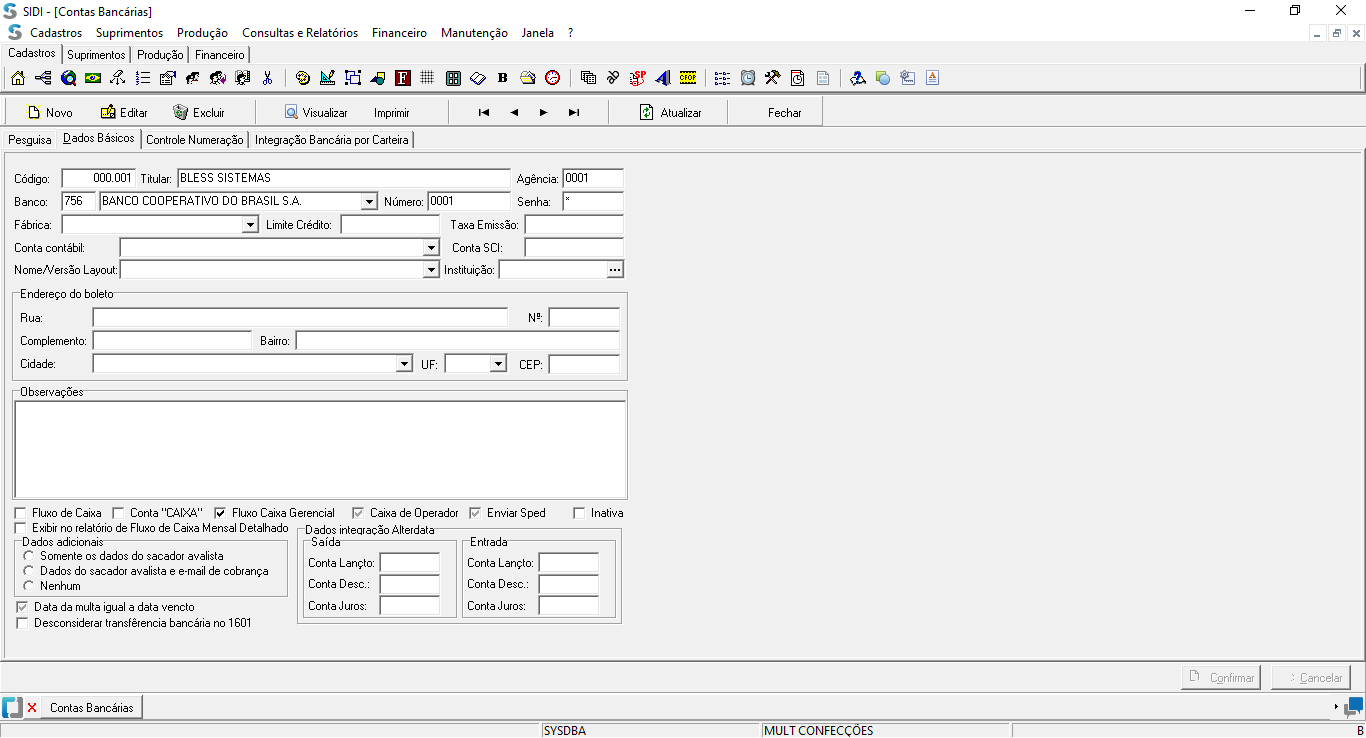 SIDI - [Contas Bancárias]
Cadastros Suprimentos Produção Consultas e Relatórios Financeiro Manutenção Janela ?
Cadastros Suprimentos Produção Financeiro
F B SP CFOP A
Novo Editar Excluir Visualizar Imprimir Atualizar Fechar
Pesquisa Dados Básicos Controle Numeração Integração Bancária por Carteira
Código: 000.001 Titular: BLESS SISTEMAS Agência: 0001
Banco: 756 BANCO COOPERATIVO DO BRASIL S.A. Número: 0001 Senha: *
Fábrica: Limite Crédito: Taxa Emissão:
Conta contábil: Conta SCI:
Nome/Versão Layout: Instituição: ...
Endereço do boleto
Rua: Nº:
Complemento: Bairro:
Cidade: UF: CEP:
Observações
Fluxo de Caixa Conta "CAIXA" Fluxo Caixa Gerencial Caixa de Operador Enviar Sped Inativa
Exibir no relatório de Fluxo de Caixa Mensal Detalhado
Dados adicionais
Somente os dados do sacador avalista
Dados do sacador avalista e e-mail de cobrança
Nenhum
Data da multa igual a data vencto
Desconsiderar transfêrencia bancária no 1601
Dados integração Alterdata
Saída
Conta Lançto:
Conta Desc.:
Conta Juros:
Entrada
Conta Lançto:
Conta Desc.:
Conta Juros:
Confirmar Cancelar
Contas Bancárias
SYSDBA MULT CONFECÇÕES B